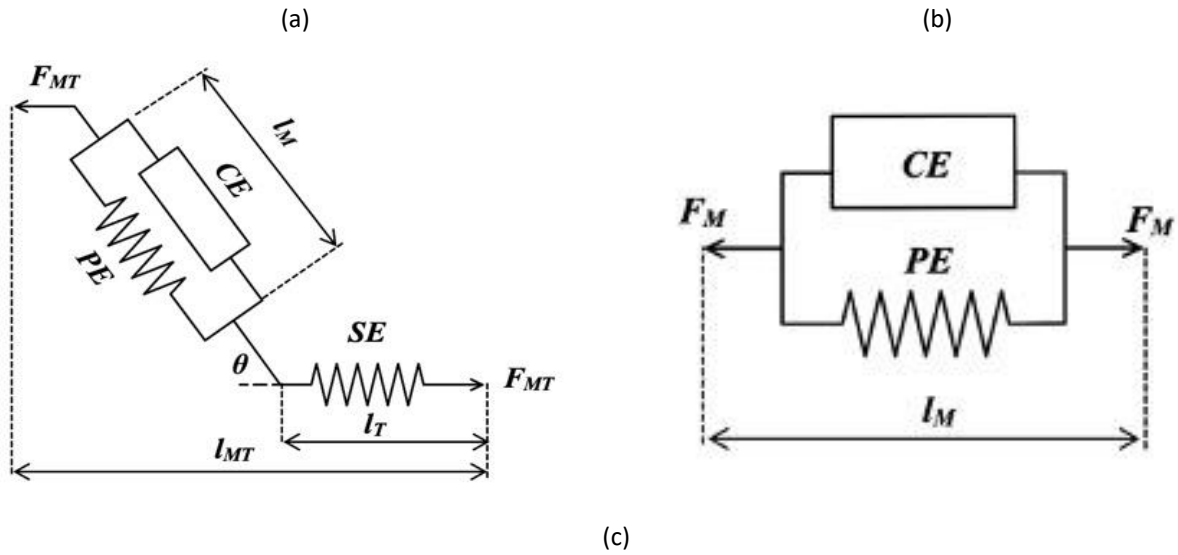 (a)
F_MT
l_M
CE
PE
SE
θ
F_MT
l_T
l_MT
(b)
CE
F_M
F_M
PE
l_M
(c)